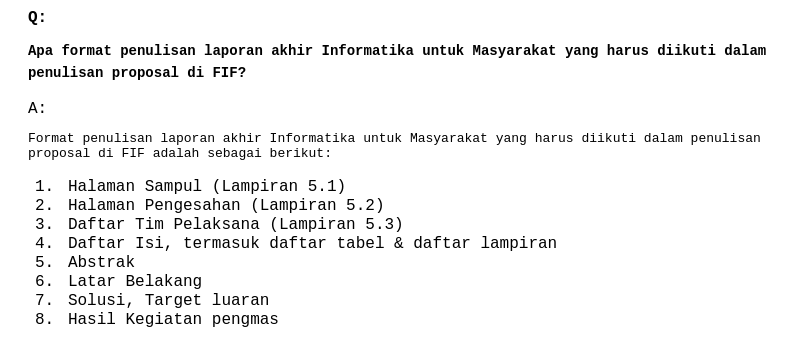 Q:
Apa format penulisan laporan akhir Informatika untuk Masyarakat yang harus diikuti dalam
penulisan proposal di FIF?
A:
Format penulisan laporan akhir Informatika untuk Masyarakat yang harus diikuti dalam penulisan
proposal di FIF adalah sebagai berikut:
1. Halaman Sampul (Lampiran 5.1)
2. Halaman Pengesahan (Lampiran 5.2)
3. Daftar Tim Pelaksana (Lampiran 5.3)
4. Daftar Isi, termasuk daftar tabel & daftar lampiran
5. Abstrak
6. Latar Belakang
7. Solusi, Target luaran
8. Hasil Kegiatan pengmas